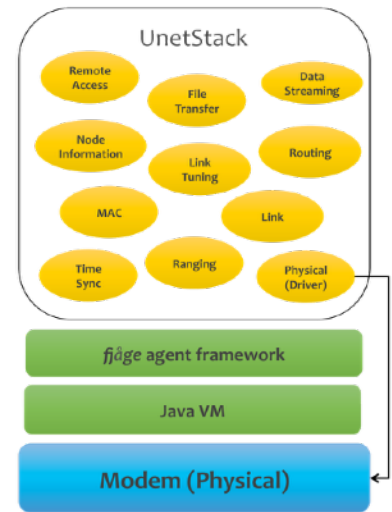 UnetStack
Remote
Access
File
Transfer
Data
Streaming
Node
Information
Link
Tuning
Routing
MAC
Link
Time
Sync
Ranging
Physical
(Driver)
fjåge agent framework
Java VM
Modem (Physical)